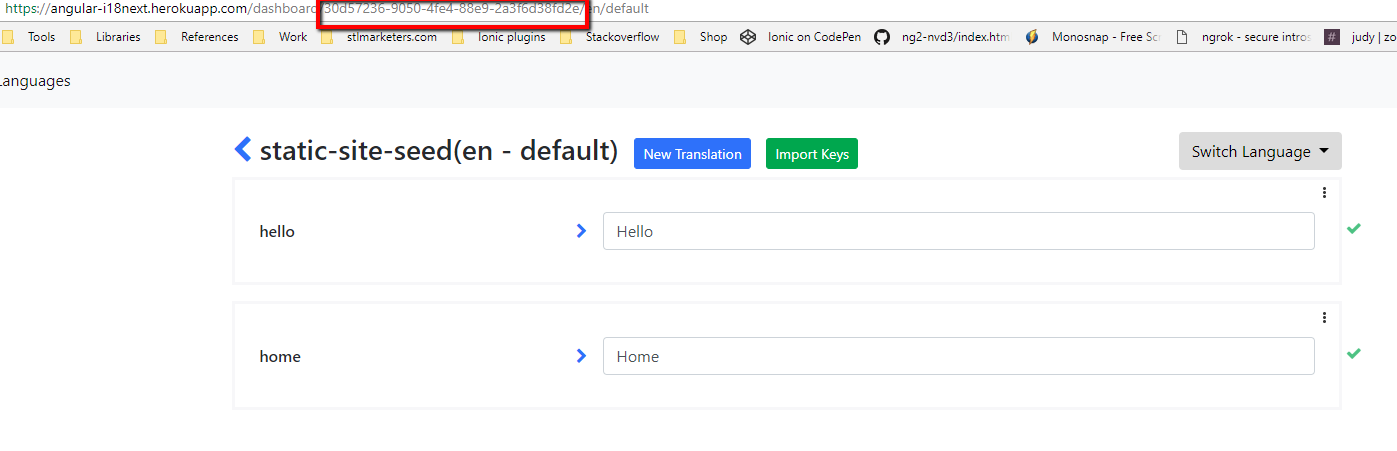 https://angular-i18next.herokuapp.com/dashboard/30d57236-9050-4fe4-88e9-2a3f6d38fd2e/en/default
Tools Libraries References Work stlmarketers.com Ionic plugins Stackoverflow Shop Ionic on CodePen ng2-nvd3/index.htm Monosnap - Free Scr ngrok - secure intros # judy | zo
Languages
static-site-seed(en - default) New Translation Import Keys Switch Language
hello Hello
home Home